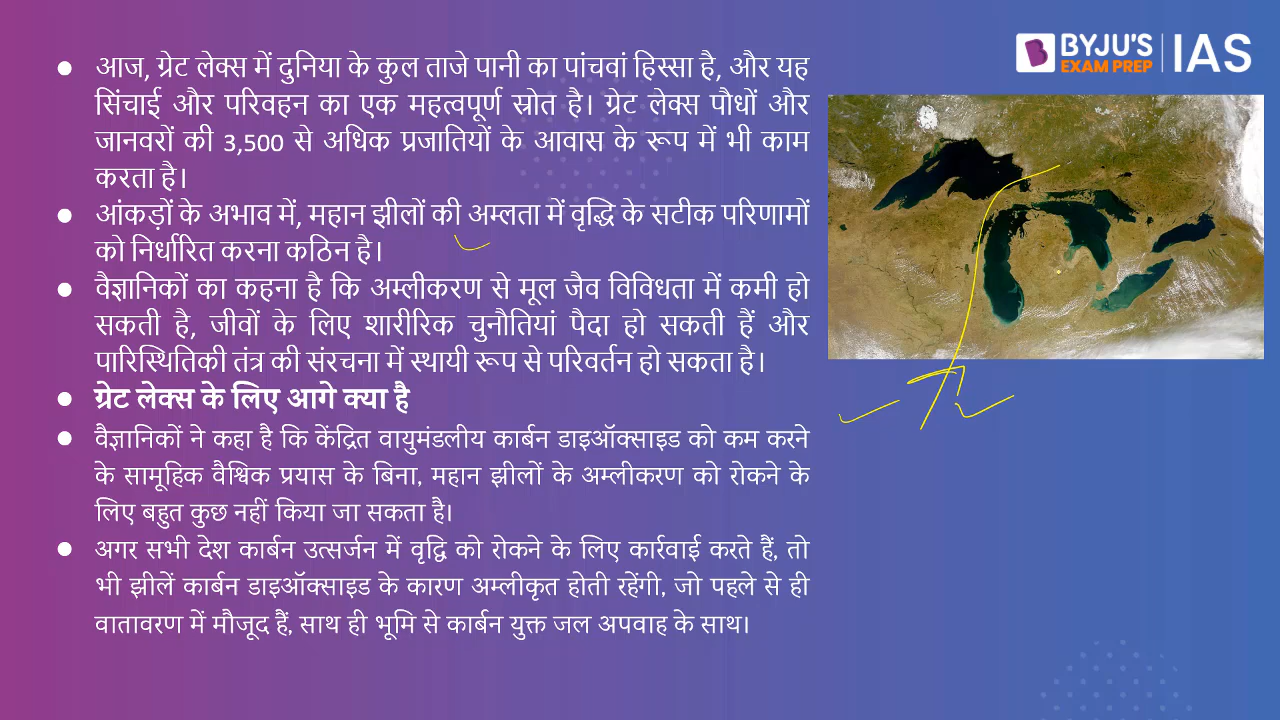 BYJU'S
EXAM PREP
IAS
आज, ग्रेट लेक्स में दुनिया के कुल ताजे पानी का पांचवां हिस्सा है, और यह
सिंचाई और परिवहन का एक महत्वपूर्ण स्रोत है। ग्रेट लेक्स पौधों और
जानवरों की 3,500 से अधिक प्रजातियों के आवास के रूप में भी काम
करता है।
आंकड़ों के अभाव में, महान झीलों की अम्लता में वृद्धि के सटीक परिणामों
को निर्धारित करना कठिन है।
वैज्ञानिकों का कहना है कि अम्लीकरण से मूल जैव विविधता में कमी हो
सकती है, जीवों के लिए शारीरिक चुनौतियां पैदा हो सकती हैं और
पारिस्थितिकी तंत्र की संरचना में स्थायी रूप से परिवर्तन हो सकता है।
ग्रेट लेक्स के लिए आगे क्या है
वैज्ञानिकों ने कहा है कि केंद्रित वायुमंडलीय कार्बन डाइऑक्साइड को कम करने
के सामूहिक वैश्विक प्रयास के बिना, महान झीलों के अम्लीकरण को रोकने के
लिए बहुत कुछ नहीं किया जा सकता है।
अगर सभी देश कार्बन उत्सर्जन में वृद्धि को रोकने के लिए कार्रवाई करते हैं, तो
भी झीलें कार्बन डाइऑक्साइड के कारण अम्लीकृत होती रहेंगी, जो पहले से ही
वातावरण में मौजूद हैं, साथ ही भूमि से कार्बन युक्त जल अपवाह के साथ।